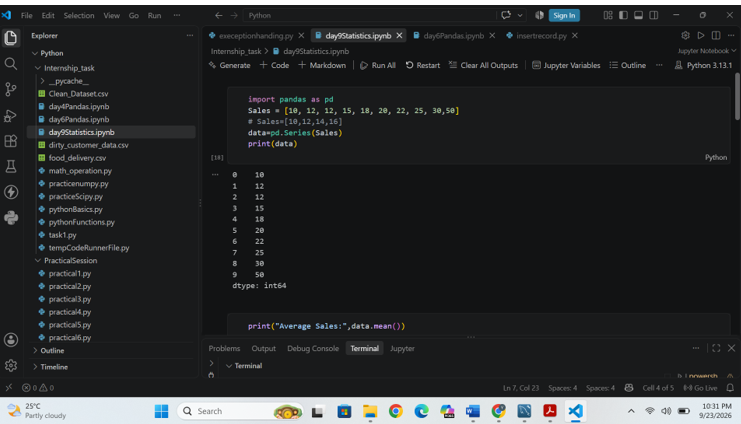 File Edit Selection View Go Run ··· Python Sign In
Explorer ···
Python
Internship_task
__pycache__
Clean_Dataset.csv
day4Pandas.ipynb
day6Pandas.ipynb
day9Statistics.ipynb
dirty_customer_data.csv
food_delivery.csv
math_operation.py
practicenumpy.py
practiceScipy.py
pythonBasics.py
pythonFunctions.py
task1.py
tempCodeRunnerFile.py
PracticalSession
practical1.py
practical2.py
practical3.py
practical4.py
practical5.py
practical6.py
Outline
Timeline
execeptionhanding.py day9Statistics.ipynb day6Pandas.ipynb insertrecord.py
Internship_task > day9Statistics.ipynb Jupyter Notebook
Generate + Code + Markdown Run All Restart Clear All Outputs Jupyter Variables Outline ··· Python 3.13.1
import pandas as pd
Sales = [10, 12, 12, 15, 18, 20, 22, 25, 30,50]
# Sales=[10,12,14,16]
data=pd.Series(Sales)
print(data)
[18] Python
0 10
1 12
2 12
3 15
4 18
5 20
6 22
7 25
8 30
9 50
dtype: int64
print("Average Sales:",data.mean())
Problems Output Debug Console Terminal Jupyter
Terminal
0 0 Ln 7, Col 23 Spaces: 4 Spaces: 4 Cell 4 of 5 Go Live
25°C
Partly cloudy
Search
10:31 PM
9/23/2026